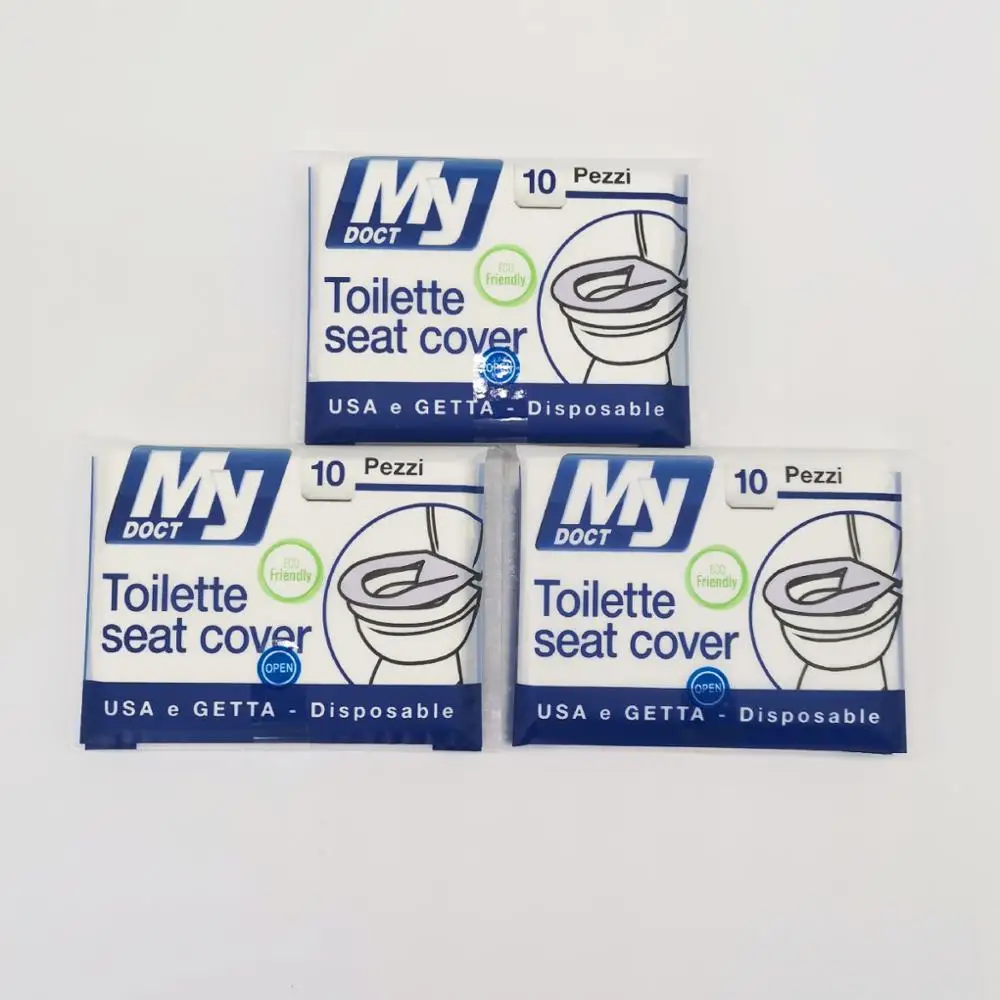 My
DOCT
10 Pezzi
ECO
Friendly
Toilette
seat cover
OPEN
USA e GETTA - Disposable
My
DOCT
10 Pezzi
ECO
Friendly
Toilette
seat cover
OPEN
USA e GETTA - Disposable
My
DOCT
10 Pezzi
ECO
Friendly
Toilette
seat cover
OPEN
USA e GETTA - Disposable